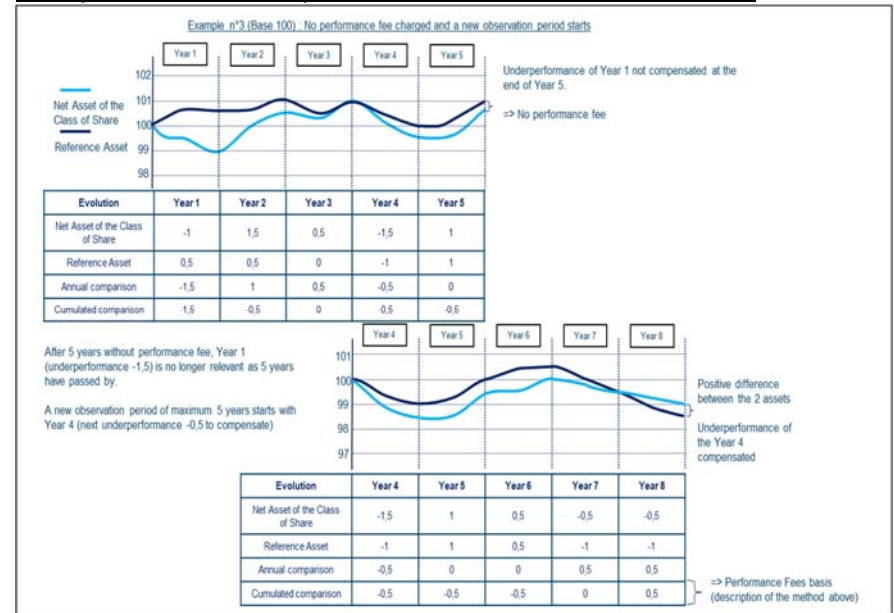 Example n°3 (Base 100) : No performance fee charged and a new observation period starts
Year 1 Year 2 Year 3 Year 4 Year 5
102
101
100
99
98
Net Asset of the
Class of Share
Reference Asset
Underperformance of Year 1 not compensated at the
end of Year 5.
=> No performance fee
Evolution Year 1 Year 2 Year 3 Year 4 Year 5
Net Asset of the Class
of Share
-1 1,5 0,5 -1,5 1
Reference Asset 0,5 0,5 0 -1 1
Annual comparison -1,5 1 0,5 -0,5 0
Cumulated comparison -1,5 -0,5 0 -0,5 -0,5
After 5 years without performance fee, Year 1
(underperformance -1,5) is no longer relevant as 5 years
have passed by.
A new observation period of maximum 5 years starts with
Year 4 (next underperformance -0,5 to compensate)
Year 4 Year 5 Year 6 Year 7 Year 8
101
100
99
98
97
Positive difference
between the 2 assets
Underperformance of
the Year 4
compensated
Evolution Year 4 Year 5 Year 6 Year 7 Year 8
Net Asset of the Class
of Share
-1,5 1 0,5 -0,5 -0,5
Reference Asset -1 1 0,5 -1 -1
Annual comparison -0,5 0 0 0,5 0,5
Cumulated comparison -0,5 -0,5 -0,5 0 0,5
=> Performance Fees basis
(description of the method above)